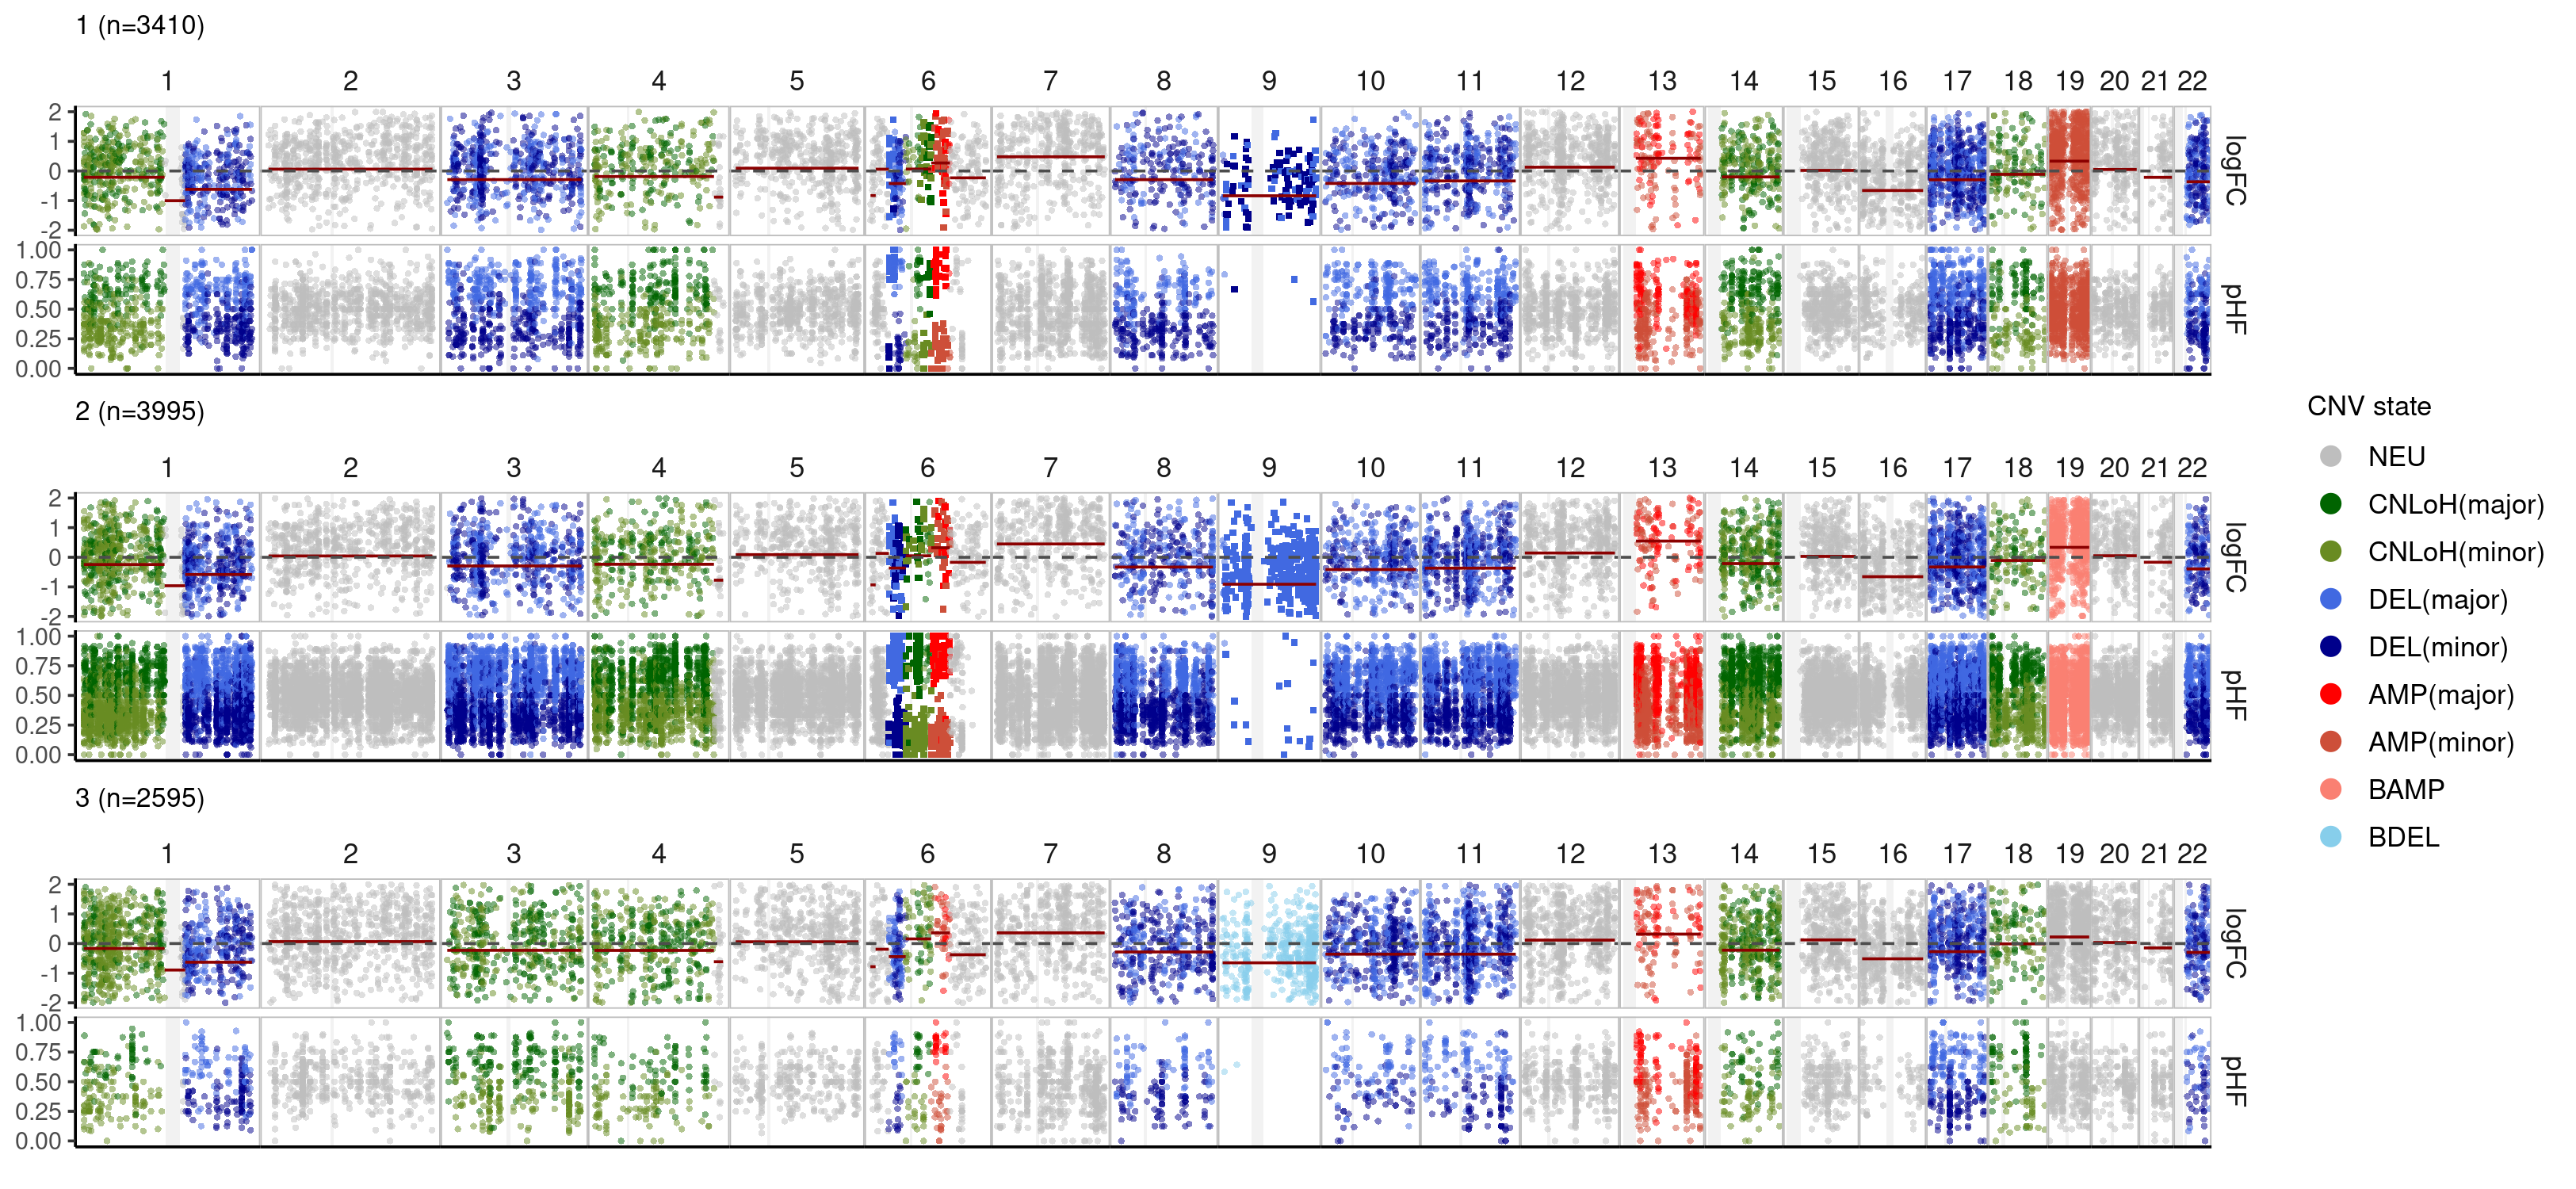 1 (n=3410)
1 2 3 4 5 6 7 8 9 10 11 12 13 14 15 16 17 18 19 20 21 22
2
1
0
-1
-2
logFC
1.00
0.75
0.50
0.25
0.00
pHF
2 (n=3995)
1 2 3 4 5 6 7 8 9 10 11 12 13 14 15 16 17 18 19 20 21 22
2
1
0
-1
-2
logFC
1.00
0.75
0.50
0.25
0.00
pHF
3 (n=2595)
1 2 3 4 5 6 7 8 9 10 11 12 13 14 15 16 17 18 19 20 21 22
2
1
0
-1
-2
logFC
1.00
0.75
0.50
0.25
0.00
pHF
CNV state
NEU
CNLoH(major)
CNLoH(minor)
DEL(major)
DEL(minor)
AMP(major)
AMP(minor)
BAMP
BDEL